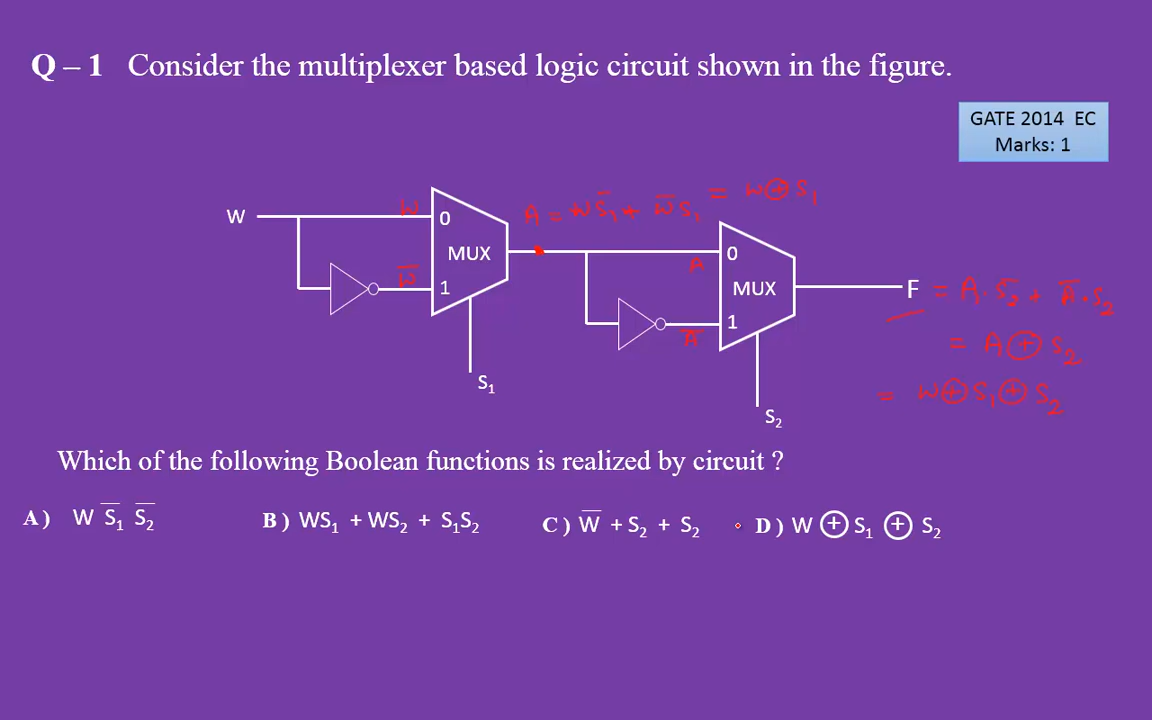 Q – 1 Consider the multiplexer based logic circuit shown in the figure.
GATE 2014 EC
Marks: 1
W
W
0
MUX
W̅
1
S₁
A = W S̅₁ + W̅ S₁ = W ⊕ S₁
A
0
MUX
A̅
1
S₂
F = A · S̅₂ + A̅ · S₂
= A ⊕ S₂
= W ⊕ S₁ ⊕ S₂
Which of the following Boolean functions is realized by circuit ?
A ) W S̅₁ S̅₂ B ) WS₁ + WS₂ + S₁S₂ C ) W̅ + S₂ + S₂ D ) W ⊕ S₁ ⊕ S₂